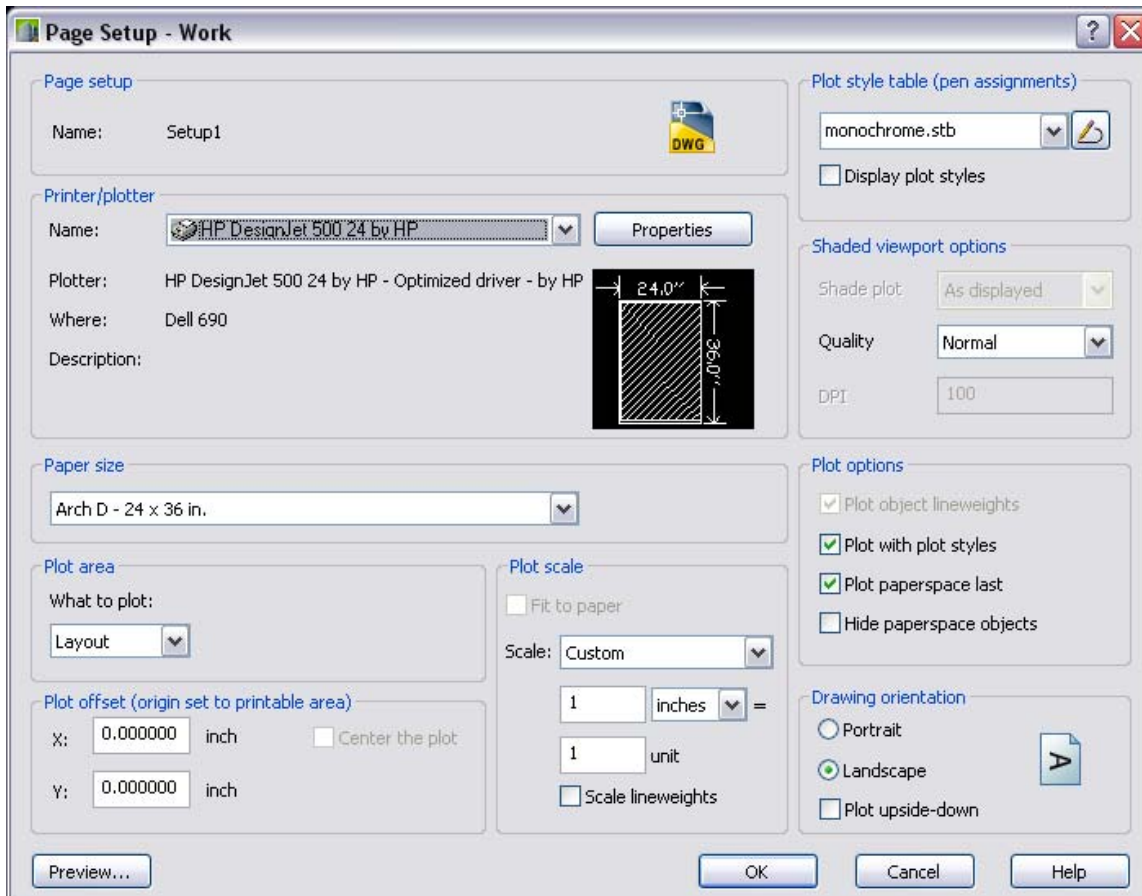 Page Setup - Work
Page setup
Name: Setup1
DWG
Printer/plotter
Name: HP DesignJet 500 24 by HP Properties
Plotter: HP DesignJet 500 24 by HP - Optimized driver - by HP
Where: Dell 690
Description:
24.0''
36.0''
Paper size
Arch D - 24 x 36 in.
Plot area
What to plot:
Layout
Plot offset (origin set to printable area)
X: 0.000000 inch Center the plot
Y: 0.000000 inch
Plot scale
Fit to paper
Scale: Custom
1 inches =
1 unit
Scale lineweights
Plot style table (pen assignments)
monochrome.stb
Display plot styles
Shaded viewport options
Shade plot As displayed
Quality Normal
DPI 100
Plot options
Plot object lineweights
Plot with plot styles
Plot paperspace last
Hide paperspace objects
Drawing orientation
Portrait
Landscape
A
Plot upside-down
Preview... OK Cancel Help